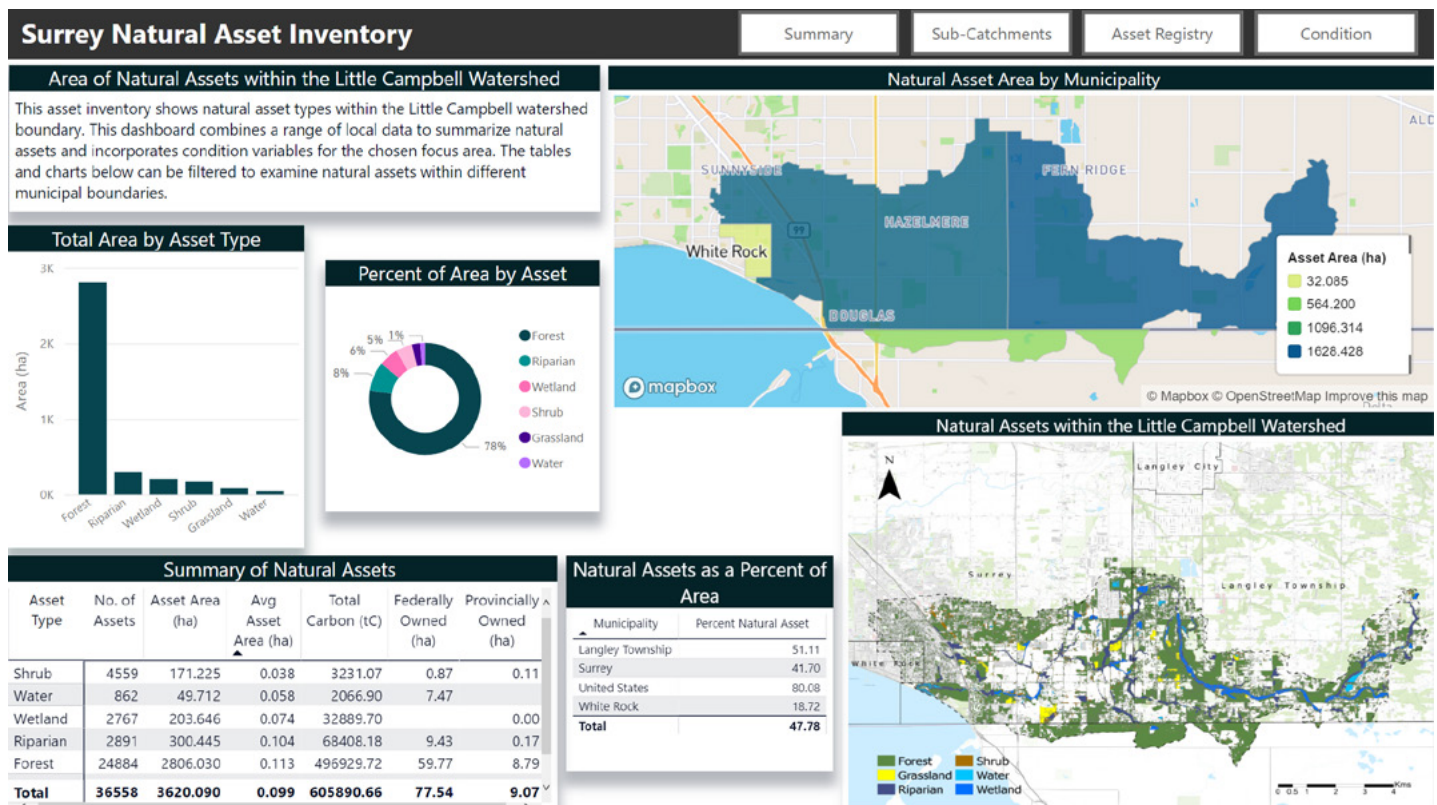 Surrey Natural Asset Inventory
Summary
Sub-Catchments
Asset Registry
Condition
Area of Natural Assets within the Little Campbell Watershed
This asset inventory shows natural asset types within the Little Campbell watershed
boundary. This dashboard combines a range of local data to summarize natural
assets and incorporates condition variables for the chosen focus area. The tables
and charts below can be filtered to examine natural assets within different
municipal boundaries.
Natural Asset Area by Municipality
ALD
SUNNYSIDE
FERN RIDGE
HAZELMERE
99
White Rock
DOUGLAS
Asset Area (ha)
32.085
564.200
1096.314
1628.428
mapbox
© Mapbox © OpenStreetMap Improve this map
Delta
Total Area by Asset Type
3K
2K
1K
0K
Area (ha)
Forest
Riparian
Wetland
Shrub
Grassland
Water
Percent of Area by Asset
5%
1%
6%
8%
78%
Forest
Riparian
Wetland
Shrub
Grassland
Water
Natural Assets within the Little Campbell Watershed
N
Langley City
Surrey
Langley Township
White Rock
Forest
Grassland
Riparian
Shrub
Water
Wetland
0 0.5 1 2 3 4 Kms
Summary of Natural Assets
Asset Type No. of Assets Asset Area (ha) Avg Asset Area (ha) Total Carbon (tC) Federally Owned (ha) Provincially Owned (ha)
Shrub 4559 171.225 0.038 3231.07 0.87 0.11
Water 862 49.712 0.058 2066.90 7.47
Wetland 2767 203.646 0.074 32889.70 0.00
Riparian 2891 300.445 0.104 68408.18 9.43 0.17
Forest 24884 2806.030 0.113 496929.72 59.77 8.79
Total 36558 3620.090 0.099 605890.66 77.54 9.07
Natural Assets as a Percent of
Area
Municipality Percent Natural Asset
Langley Township 51.11
Surrey 41.70
United States 80.08
White Rock 18.72
Total 47.78